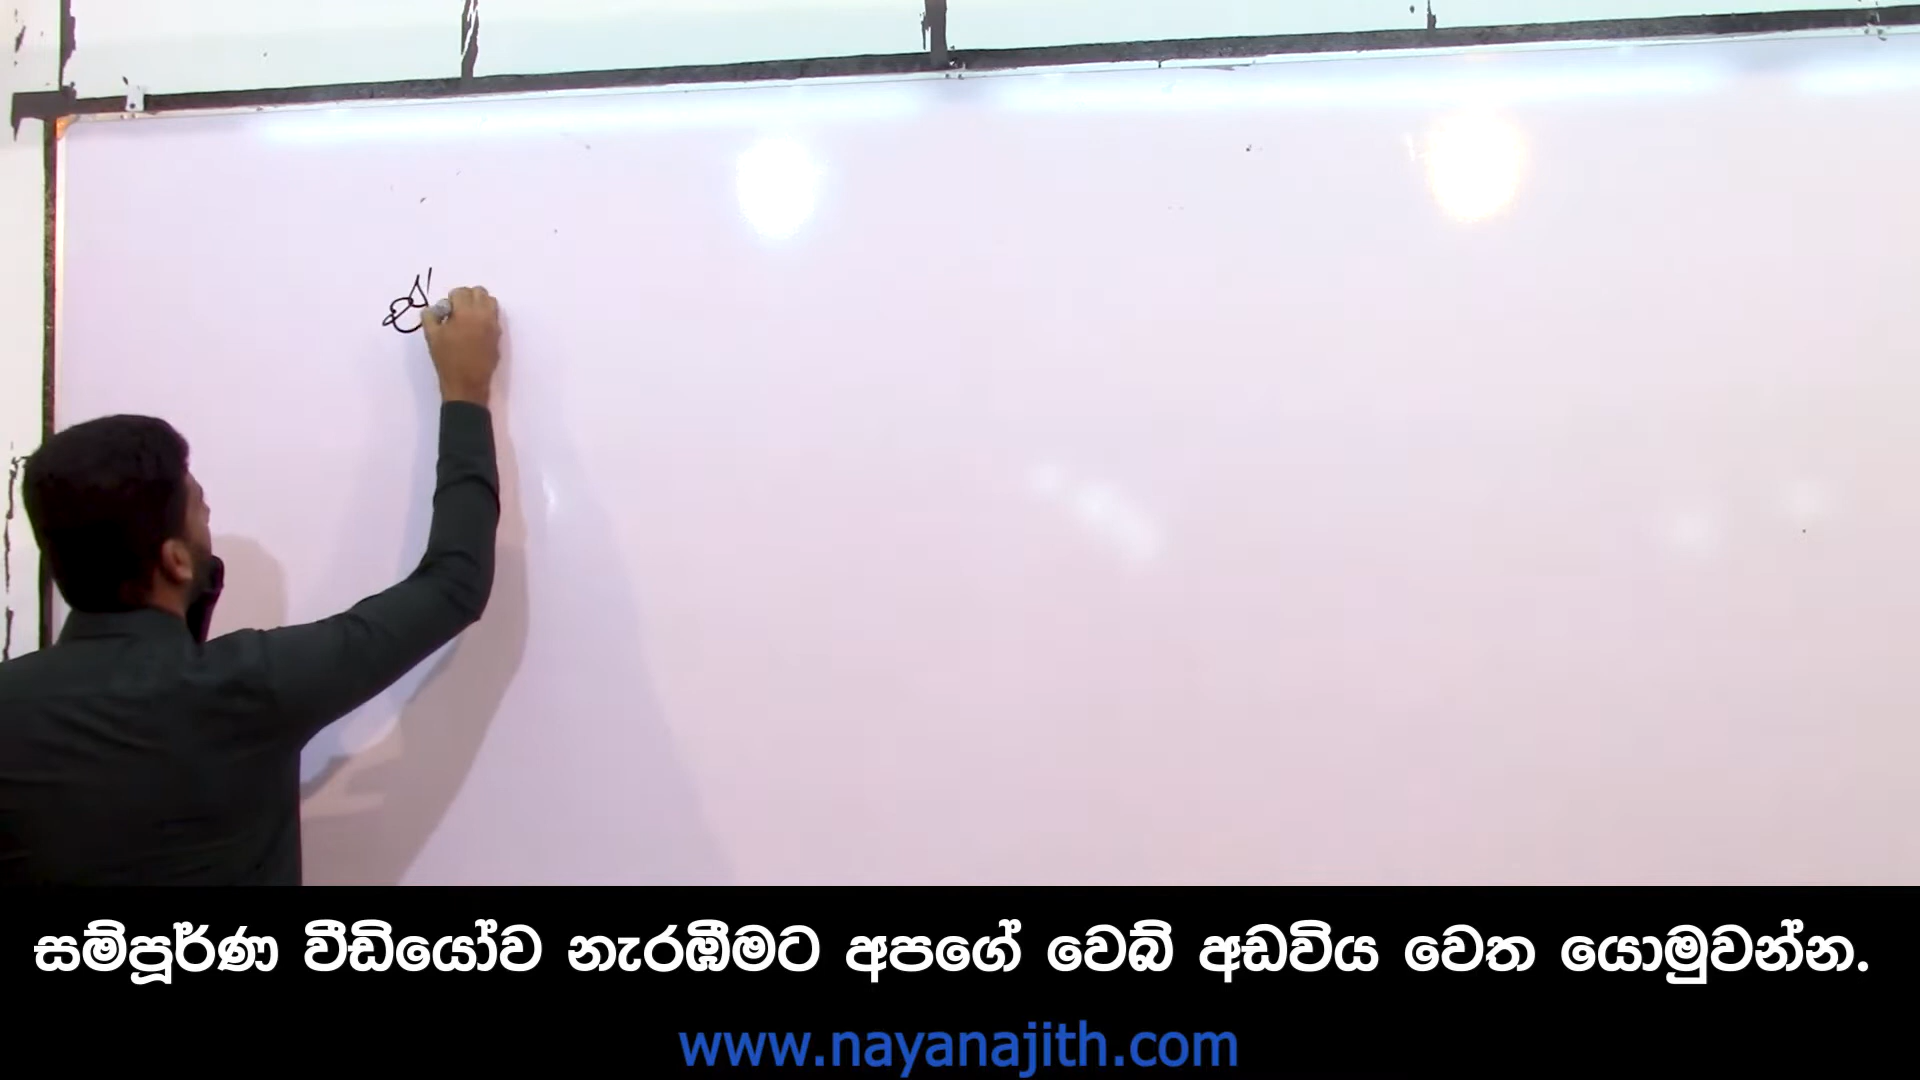 සම්පූර්ණ වීඩියෝව නැරඹීමට අපගේ වෙබ් අඩවිය වෙත යොමුවන්න.
www.nayanajith.com